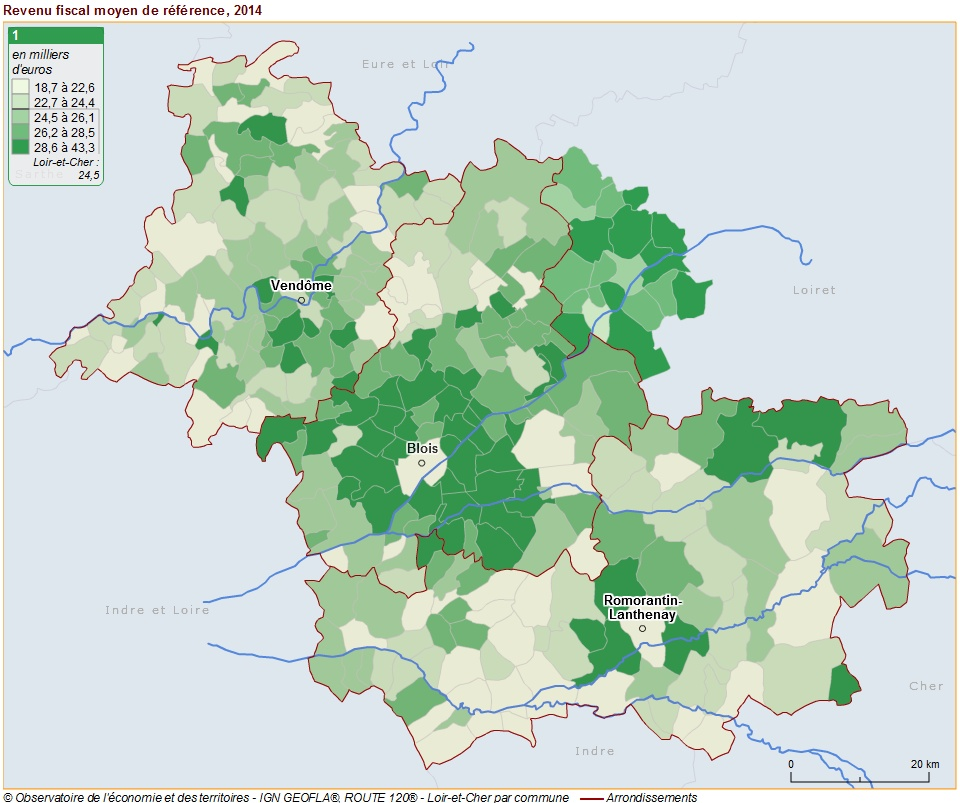 Revenu fiscal moyen de référence, 2014
1
en milliers
d'euros
18,7 à 22,6
22,7 à 24,4
24,5 à 26,1
26,2 à 28,5
28,6 à 43,3
Loir-et-Cher :
Sarthe
24,5
Eure et Loir
Loiret
Vendôme
Blois
Romorantin-
Lanthenay
Indre et Loire
Cher
Indre
0 20 km
© Observatoire de l'économie et des territoires - IGN GEOFLA®, ROUTE 120® - Loir-et-Cher par commune
Arrondissements